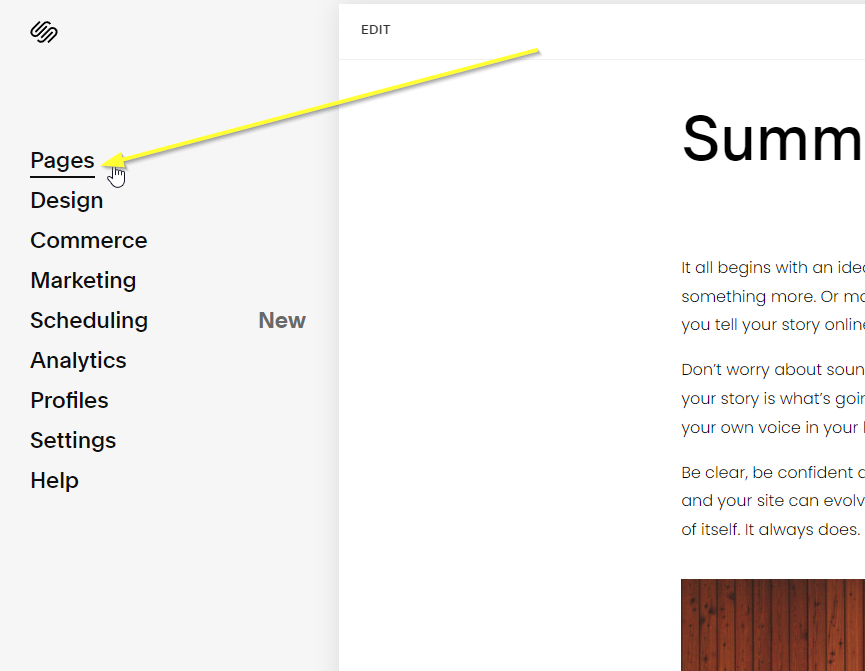 EDIT
Pages
Design
Commerce
Marketing
Scheduling New
Analytics
Profiles
Settings
Help
Summ
It all begins with an idea
something more. Or ma
you tell your story online
Don't worry about soun
your story is what's goin
your own voice in your
Be clear, be confident
and your site can evolv
of itself. It always does.